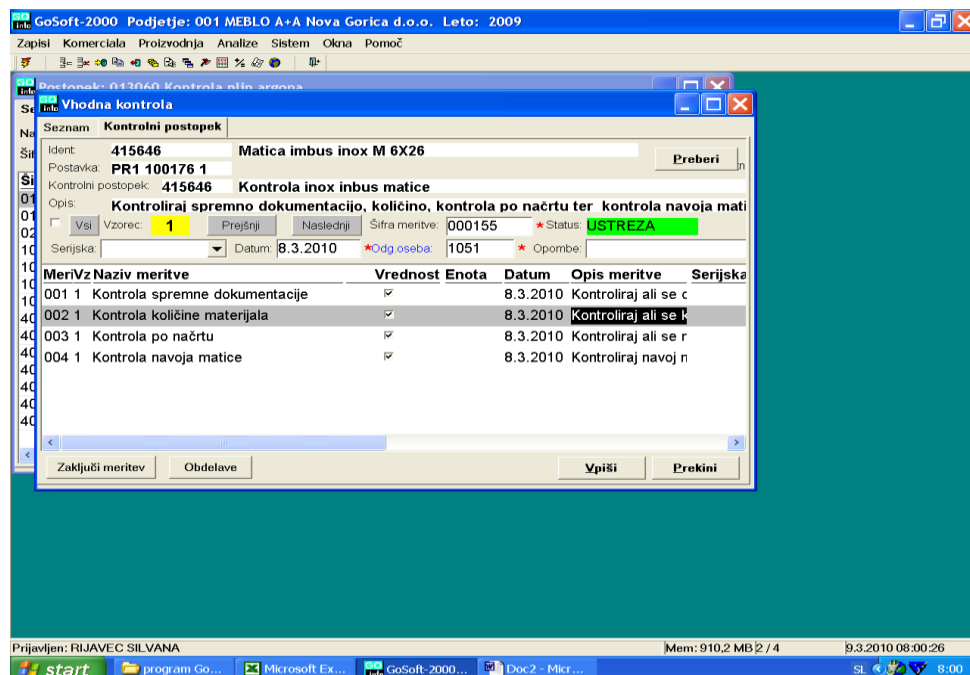 GO info GoSoft-2000 Podjetje: 001 MEBLO A+A Nova Gorica d.o.o. Leto: 2009
Zapisi Komerciala Proizvodnja Analize Sistem Okna Pomoč
Postopek: 013060 Kontrola plin argona
GO info Vhodna kontrola
Seznam Kontrolni postopek
Ident: 415646 Matica imbus inox M 6X26
Preberi
Postavka: PR1 100176 1
Kontrolni postopek: 415646 Kontrola inox inbus matice
Opis: Kontroliraj spremno dokumentacijo, količino, kontrola po načrtu ter kontrola navoja mati
Vsi Vzorec: 1 Prejšnji Naslednji Šifra meritve: 000155 * Status: USTREZA
Serijska: Datum: 8.3.2010 *Odg.oseba: 1051 * Opombe:
Meri Vz Naziv meritve Vrednost Enota Datum Opis meritve Serijska
001 1 Kontrola spremne dokumentacije 8.3.2010 Kontroliraj ali se
002 1 Kontrola količine materijala 8.3.2010 Kontroliraj ali se k
003 1 Kontrola po načrtu 8.3.2010 Kontroliraj ali se
004 1 Kontrola navoja matice 8.3.2010 Kontroliraj navoj
Zaključi meritev Obdelave Vpiši Prekini
Prijavljen: RIJAVEC SILVANA Mem: 910,2 MB 2 / 4 9.3.2010 08:00:26
start program Go... Microsoft Ex... GoSoft-2000... Doc2 - Micr... SL 8:00